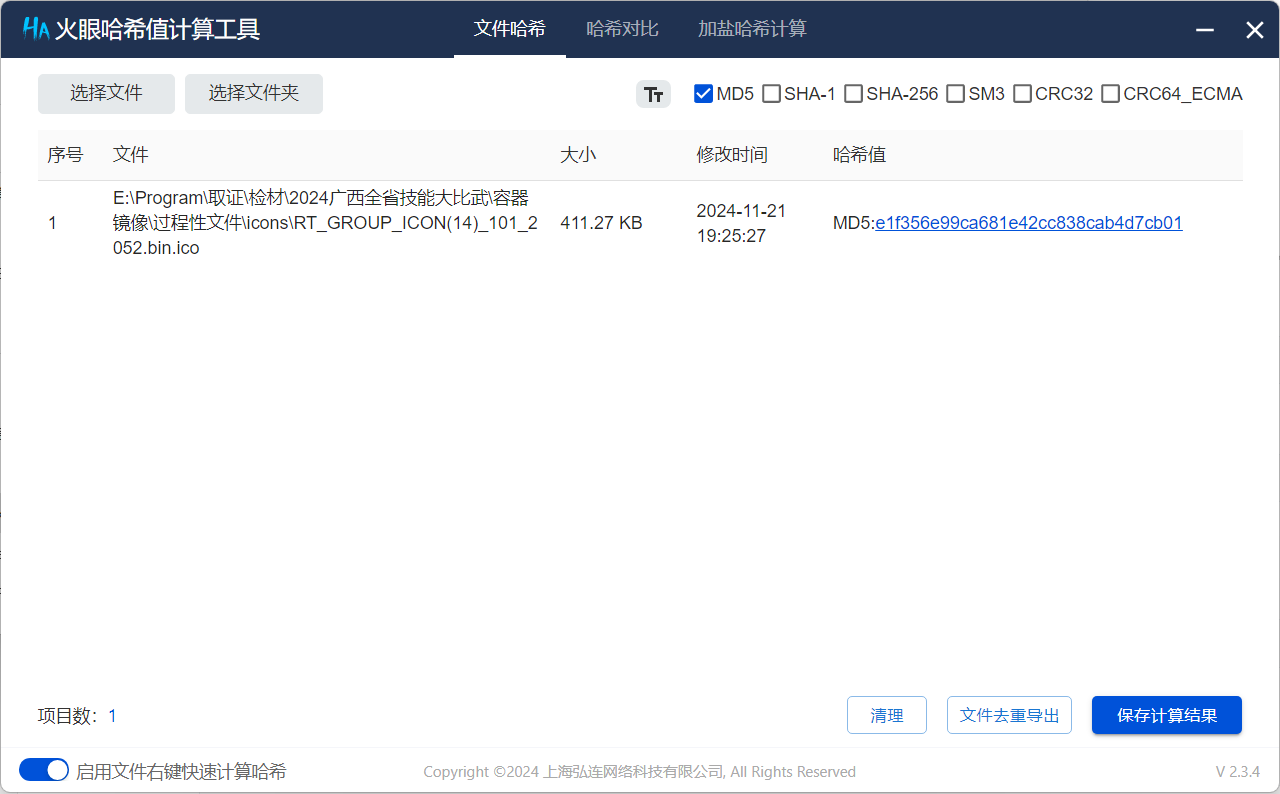 HA 火眼哈希值计算工具 文件哈希 哈希对比 加盐哈希计算
选择文件 选择文件夹 Tт MD5 SHA-1 SHA-256 SM3 CRC32 CRC64_ECMA
序号 文件 大小 修改时间 哈希值
1
E:\Program\取证\检材\2024广西全省技能大比武\容器
镜像\过程性文件\icons\RT_GROUP_ICON(14)_101_2
052.bin.ico
411.27 KB
2024-11-21
19:25:27
MD5:e1f356e99ca681e42cc838cab4d7cb01
项目数: 1 清理 文件去重导出 保存计算结果
启用文件右键快速计算哈希 Copyright ©2024 上海弘连网络科技有限公司, All Rights Reserved V 2.3.4